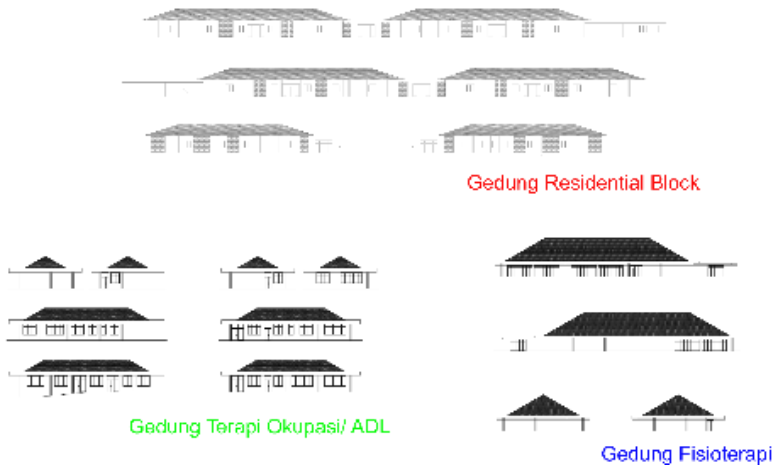 Gedung Residential Block
Gedung Terapi Okupasi/ ADL
Gedung Fisioterapi